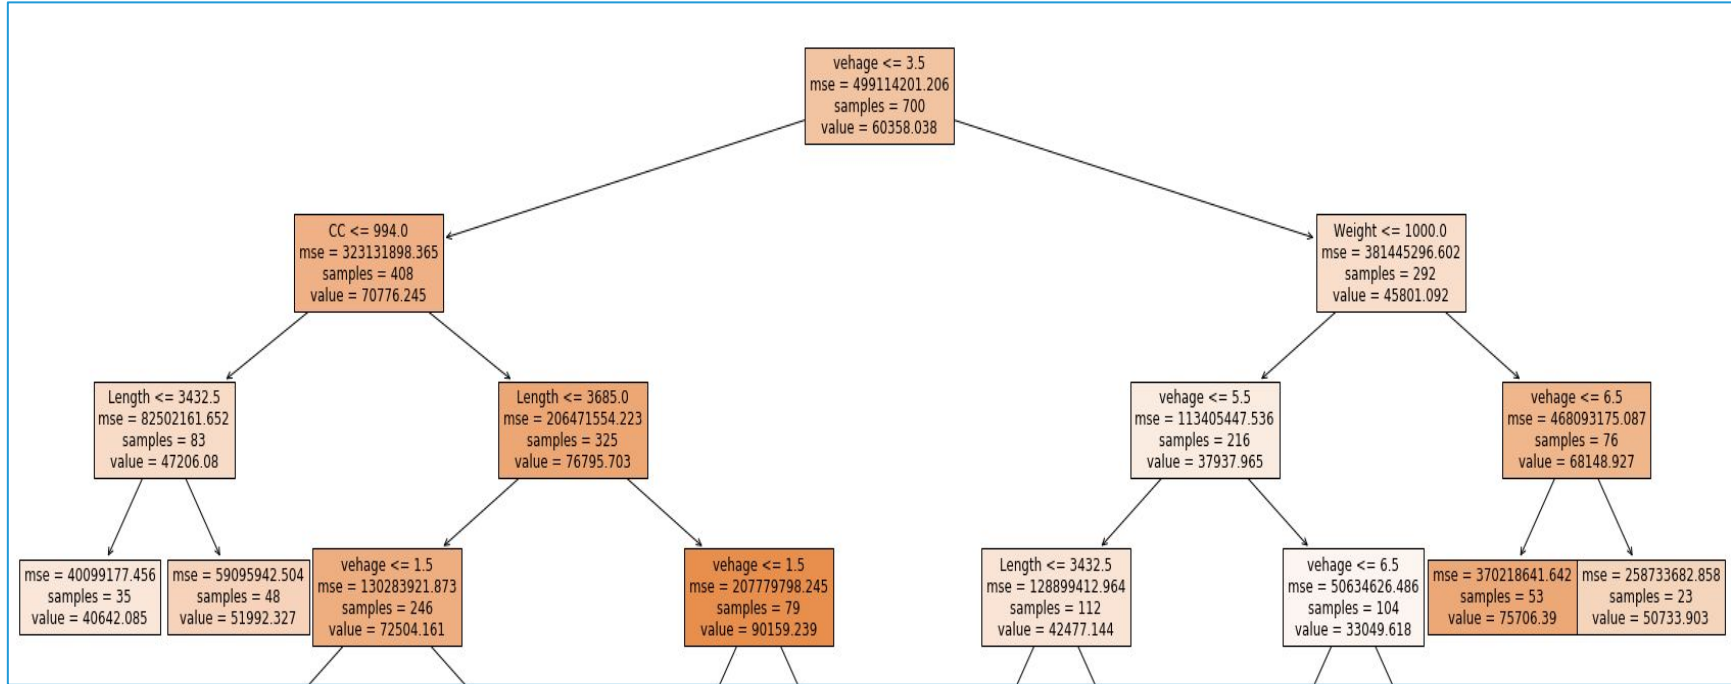 vehage <= 3.5
mse = 499114201.206
samples = 700
value = 60358.038
CC <= 994.0
mse = 323131898.365
samples = 408
value = 70776.245
Weight <= 1000.0
mse = 381445296.602
samples = 292
value = 45801.092
Length <= 3432.5
mse = 82502161.652
samples = 83
value = 47206.08
Length <= 3685.0
mse = 206471554.223
samples = 325
value = 76795.703
vehage <= 5.5
mse = 113405447.536
samples = 216
value = 37937.965
vehage <= 6.5
mse = 468093175.087
samples = 76
value = 68148.927
mse = 40099177.456
samples = 35
value = 40642.085
mse = 59095942.504
samples = 48
value = 51992.327
vehage <= 1.5
mse = 130283921.873
samples = 246
value = 72504.161
vehage <= 1.5
mse = 207779798.245
samples = 79
value = 90159.239
Length <= 3432.5
mse = 128899412.964
samples = 112
value = 42477.144
vehage <= 6.5
mse = 50634626.486
samples = 104
value = 33049.618
mse = 370218641.642
samples = 53
value = 75706.39
mse = 258733682.858
samples = 23
value = 50733.903